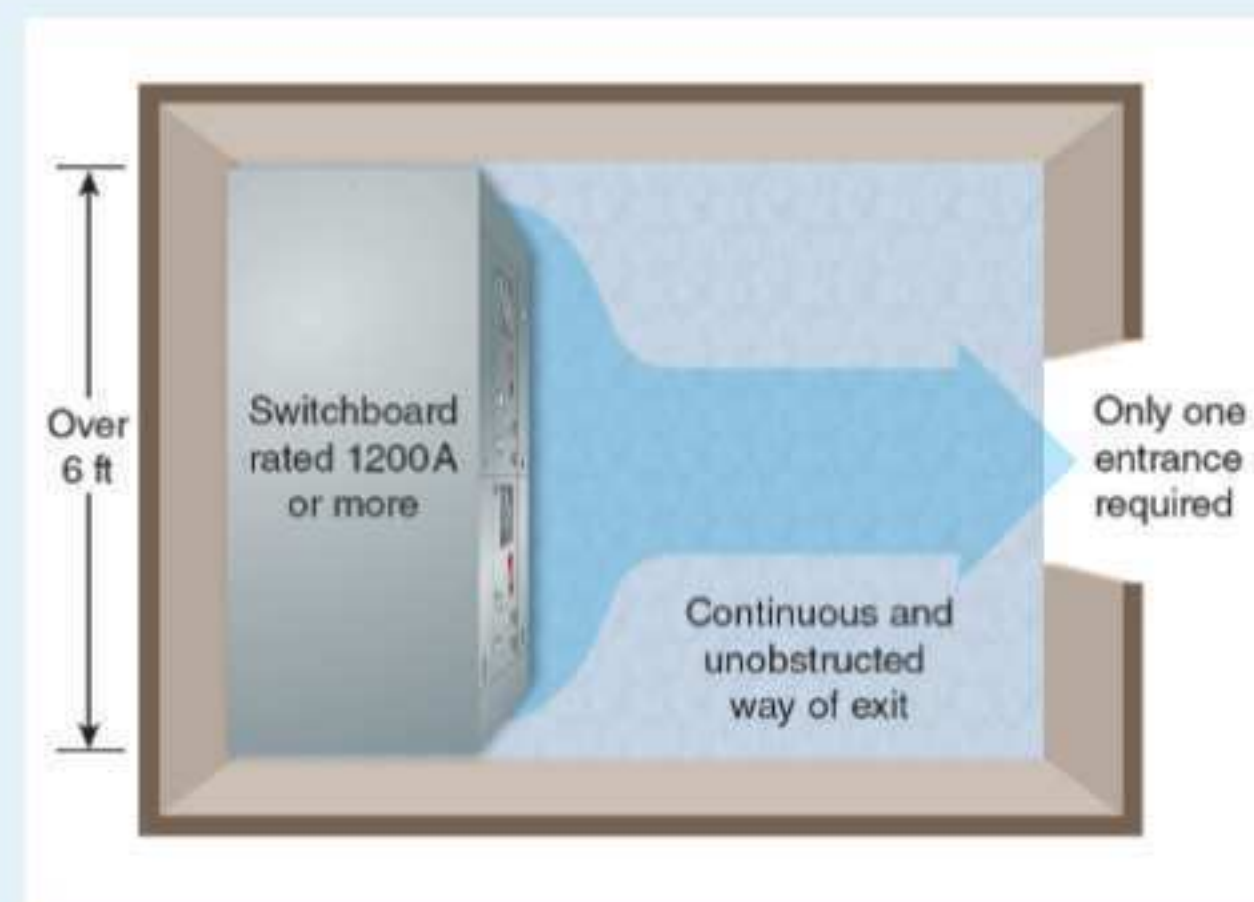 Over
6 ft
Switchboard
rated 1200A
or more
Continuous and
unobstructed
way of exit
Only one
entrance
required